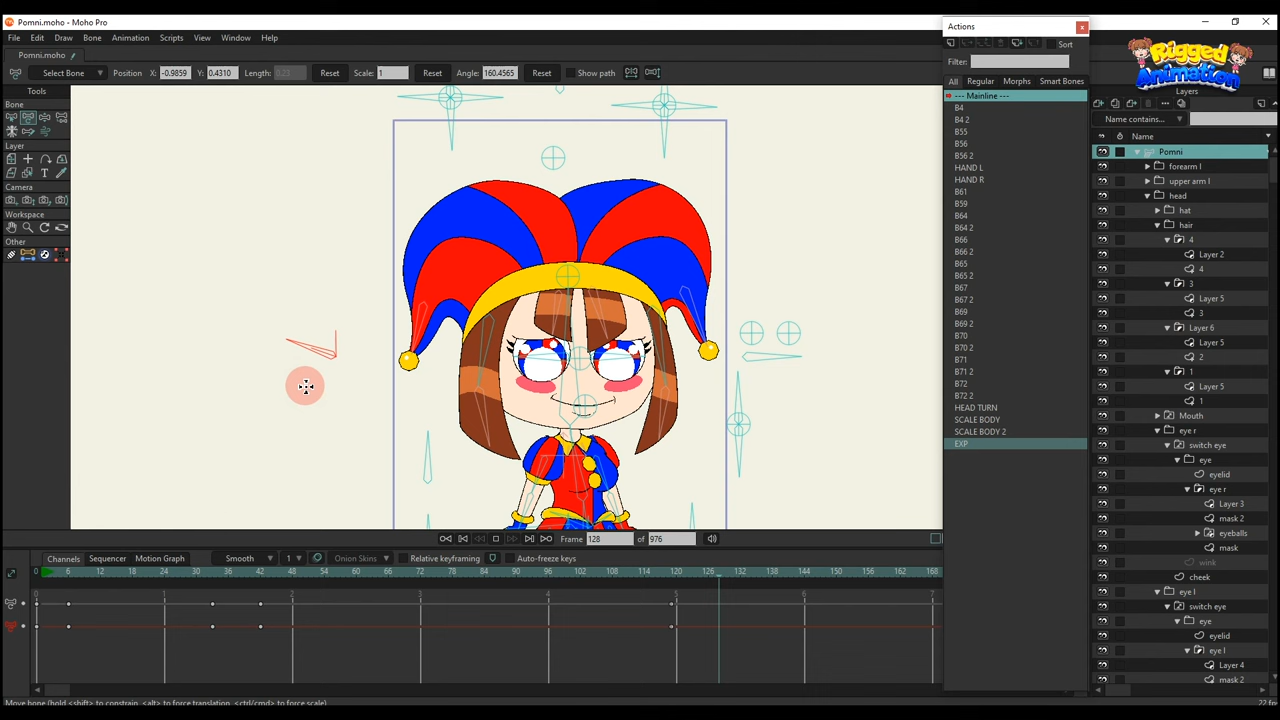 Pomni.moho - Moho Pro
File Edit Draw Bone Animation Scripts View Window Help
Pomni.moho
Select Bone Position X: -0.9859 Y: 0.4310 Length: 0.23 Reset Scale: 1 Reset Angle: 160.4565 Reset Show path
Tools
Bone
Layer
Camera
Workspace
Other
Actions
Sort
Filter:
All Regular Morphs Smart Bones
--- Mainline ---
B4
B4 2
B55
B56
B56 2
HAND L
HAND R
B61
B59
B64
B64 2
B66
B66 2
B65
B65 2
B67
B67 2
B69
B69 2
B70
B70 2
B71
B71 2
B72
B72 2
HEAD TURN
SCALE BODY
SCALE BODY 2
EXP
Rigged
Animation
Layers
Name contains...
Name
Pomni
forearm l
upper arm l
head
hat
hair
4
Layer 2
4
3
Layer 5
3
Layer 6
Layer 5
2
1
Layer 5
1
Mouth
eye r
switch eye
eye
eyelid
eye r
Layer 3
mask 2
eyeballs
mask
wink
cheek
eye l
switch eye
eye
eyelid
eye l
Layer 4
mask 2
Frame 128 of 976
Channels Sequencer Motion Graph Smooth 1 Onion Skins Relative keyframing Auto-freeze keys
0 6 12 18 24 30 36 42 48 54 60 66 72 78 84 90 96 102 108 114 120 126 132 138 144 150 156 162 168
0 1 2 3 4 5 6 7
Move bone (hold <shift> to constrain, <alt> to force translation, <ctrl/cmd> to force scale)